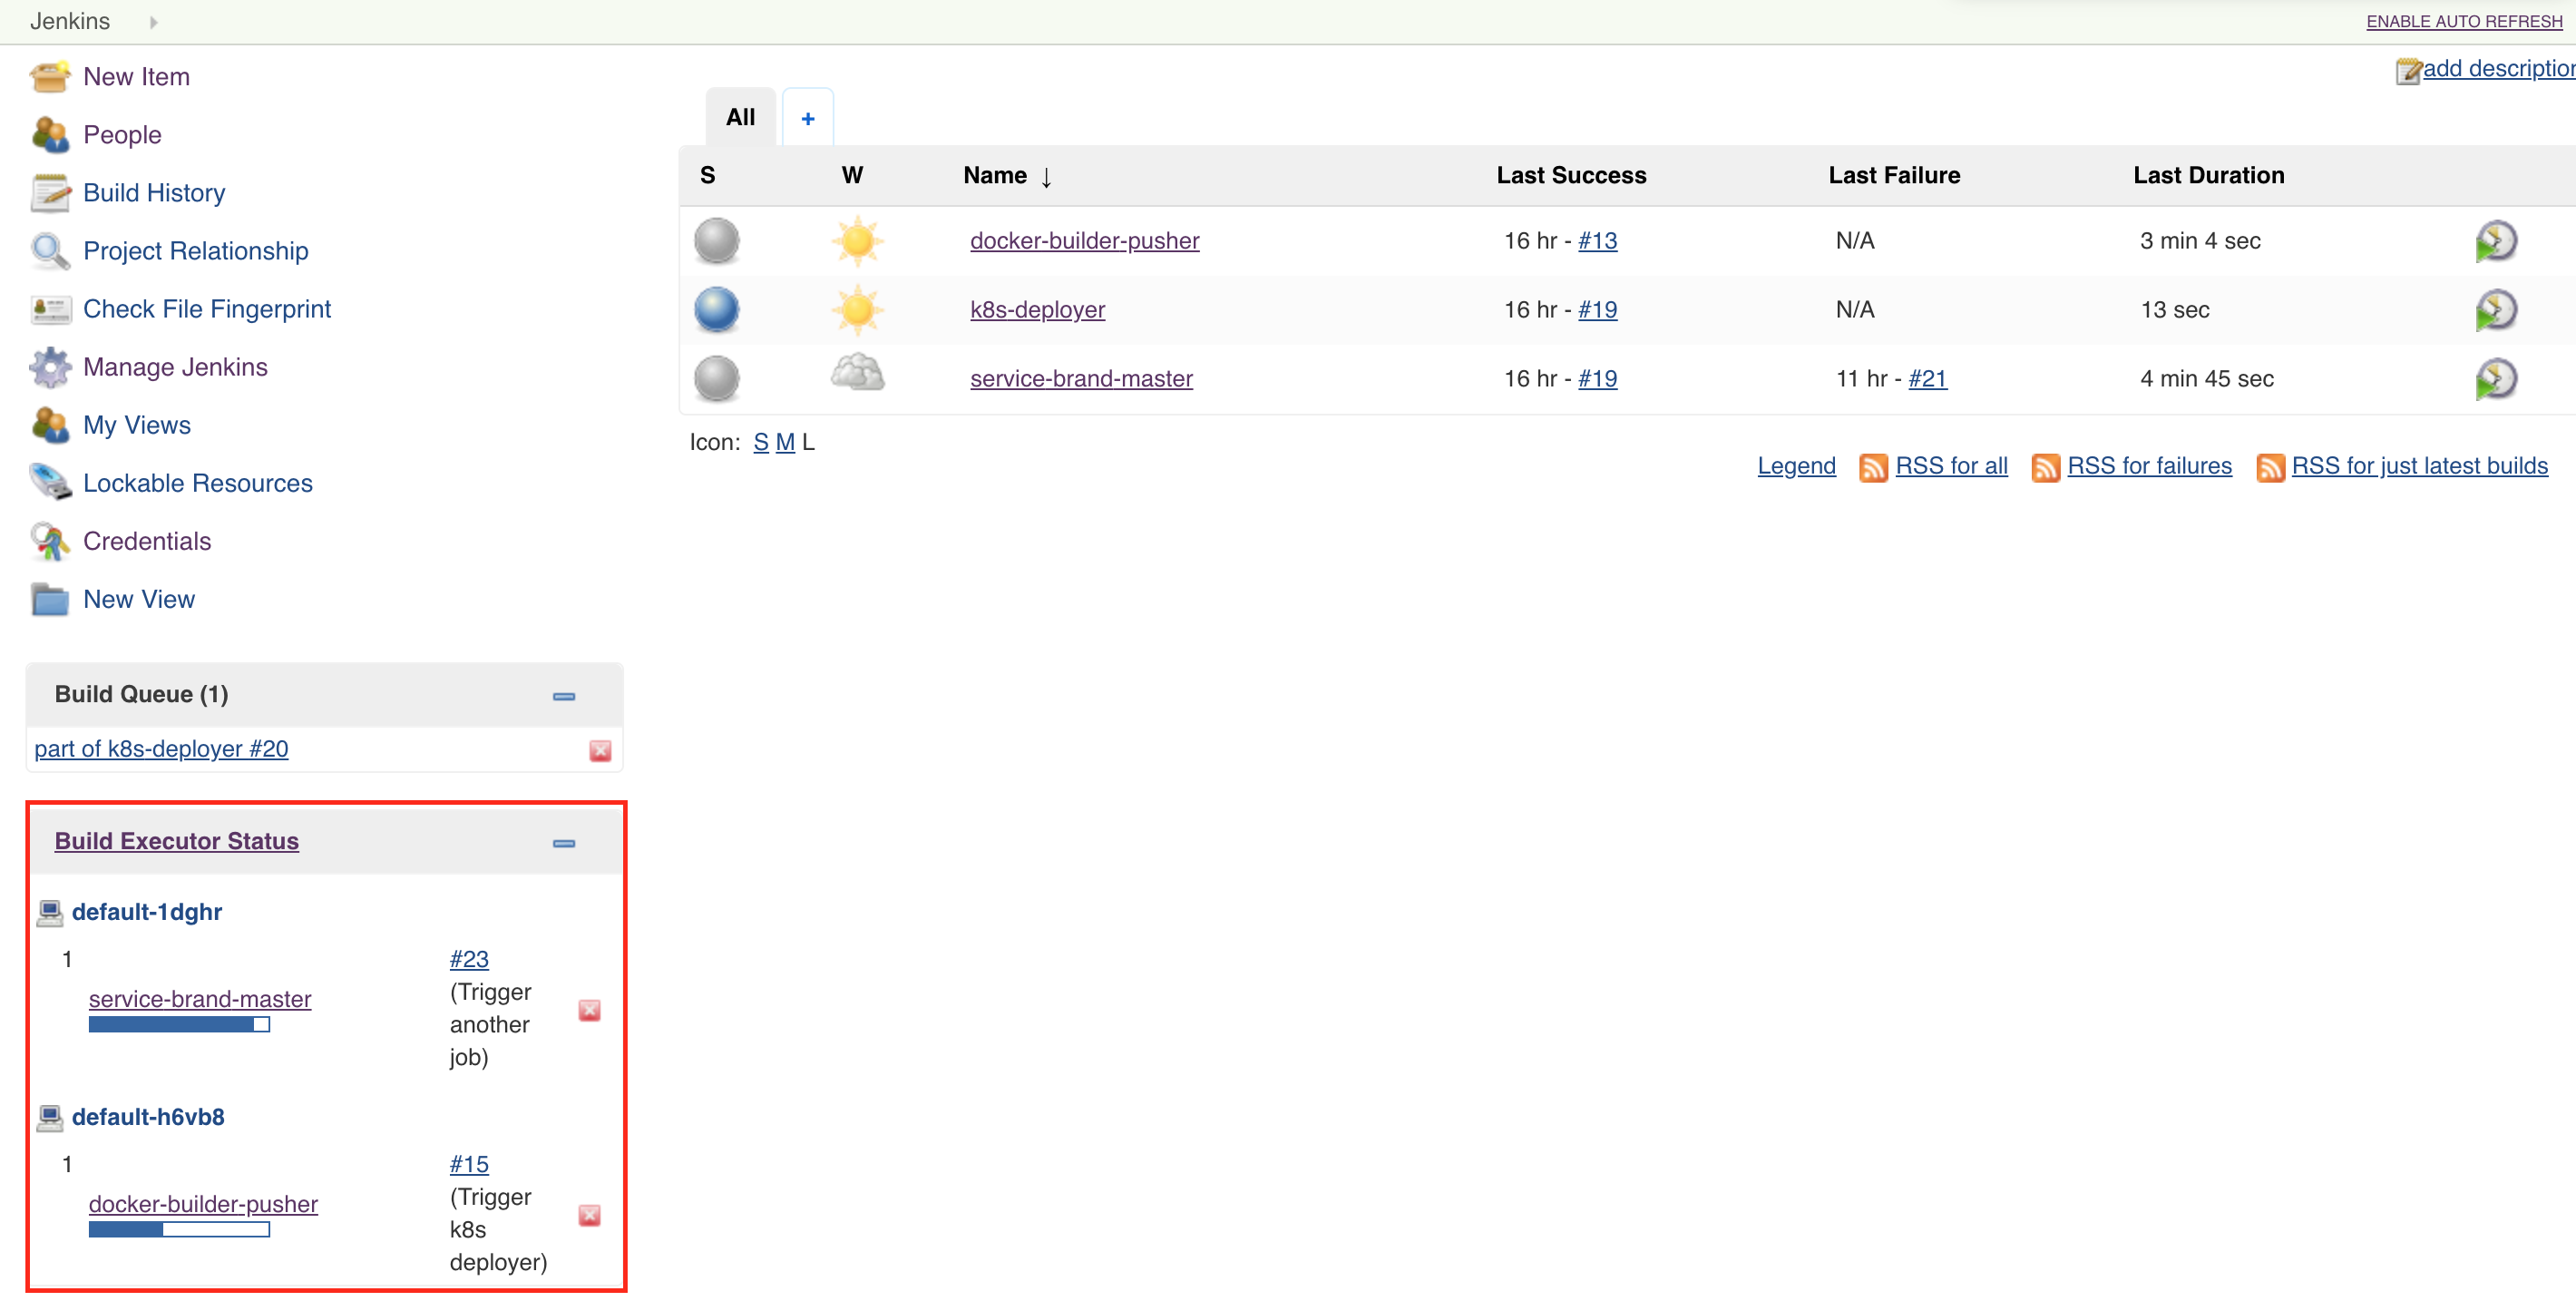 Jenkins
ENABLE AUTO REFRESH
New Item
People
Build History
Project Relationship
Check File Fingerprint
Manage Jenkins
My Views
Lockable Resources
Credentials
New View
Build Queue (1)
part of k8s-deployer #20
Build Executor Status
default-1dghr
1
service-brand-master
#23
(Trigger
another
job)
default-h6vb8
1
docker-builder-pusher
#15
(Trigger
k8s
deployer)
add description
All +
S W Name ↓ Last Success Last Failure Last Duration
docker-builder-pusher 16 hr - #13 N/A 3 min 4 sec
k8s-deployer 16 hr - #19 N/A 13 sec
service-brand-master 16 hr - #19 11 hr - #21 4 min 45 sec
Icon: S M L
Legend RSS for all RSS for failures RSS for just latest builds